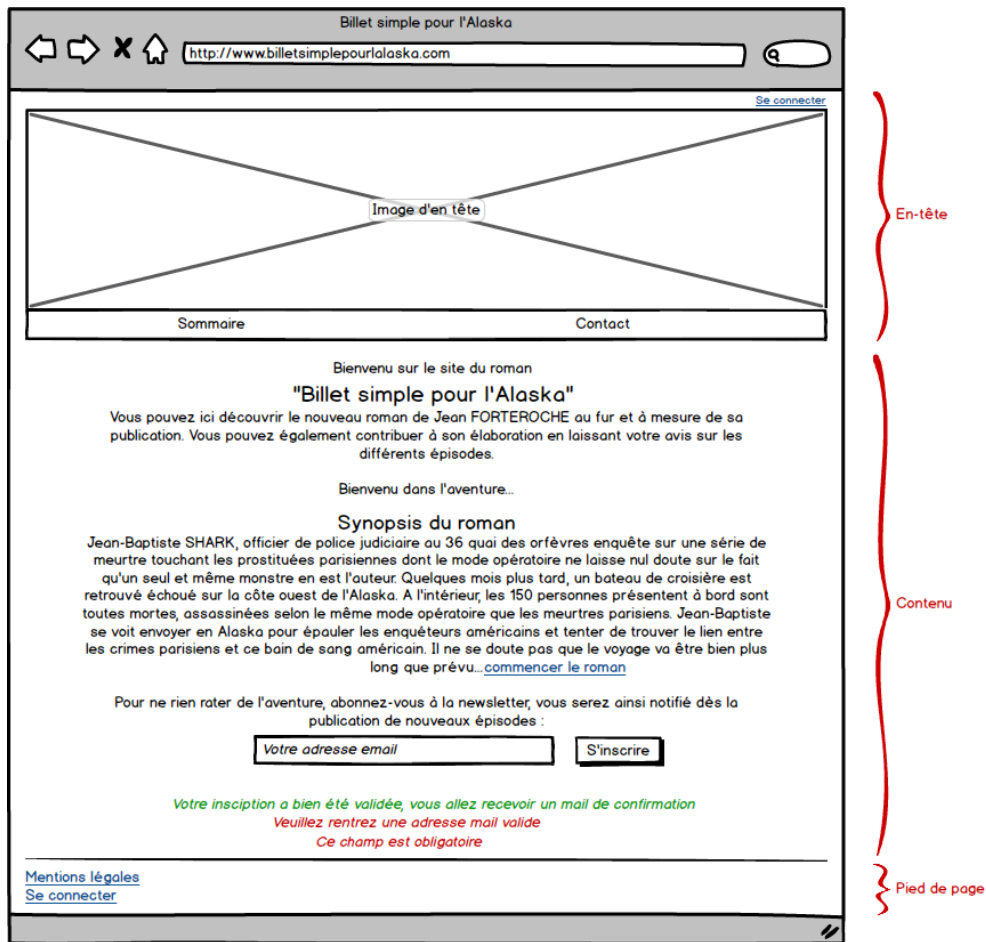 Billet simple pour l'Alaska
http://www.billetsimplepourlalaska.com
Se connecter
Image d'en tête
En-tête
Sommaire Contact
Bienvenu sur le site du roman
"Billet simple pour l'Alaska"
Vous pouvez ici découvrir le nouveau roman de Jean FORTEROCHE au fur et à mesure de sa
publication. Vous pouvez également contribuer à son élaboration en laissant votre avis sur les
différents épisodes.
Bienvenu dans l'aventure...
Synopsis du roman
Jean-Baptiste SHARK, officier de police judiciaire au 36 quai des orfèvres enquête sur une série de
meurtre touchant les prostituées parisiennes dont le mode opératoire ne laisse nul doute sur le fait
qu'un seul et même monstre en est l'auteur. Quelques mois plus tard, un bateau de croisière est
retrouvé échoué sur la côte ouest de l'Alaska. A l'intérieur, les 150 personnes présentent à bord sont
toutes mortes, assassinées selon le même mode opératoire que les meurtres parisiens. Jean-Baptiste
se voit envoyer en Alaska pour épauler les enquéteurs américains et tenter de trouver le lien entre
les crimes parisiens et ce bain de sang américain. Il ne se doute pas que le voyage va être bien plus
long que prévu...commencer le roman
Contenu
Pour ne rien rater de l'aventure, abonnez-vous à la newsletter, vous serez ainsi notifié dès la
publication de nouveaux épisodes :
Votre adresse email S'inscrire
Votre insciption a bien été validée, vous allez recevoir un mail de confirmation
Veuillez rentrez une adresse mail valide
Ce champ est obligatoire
Mentions légales
Se connecter
Pied de page